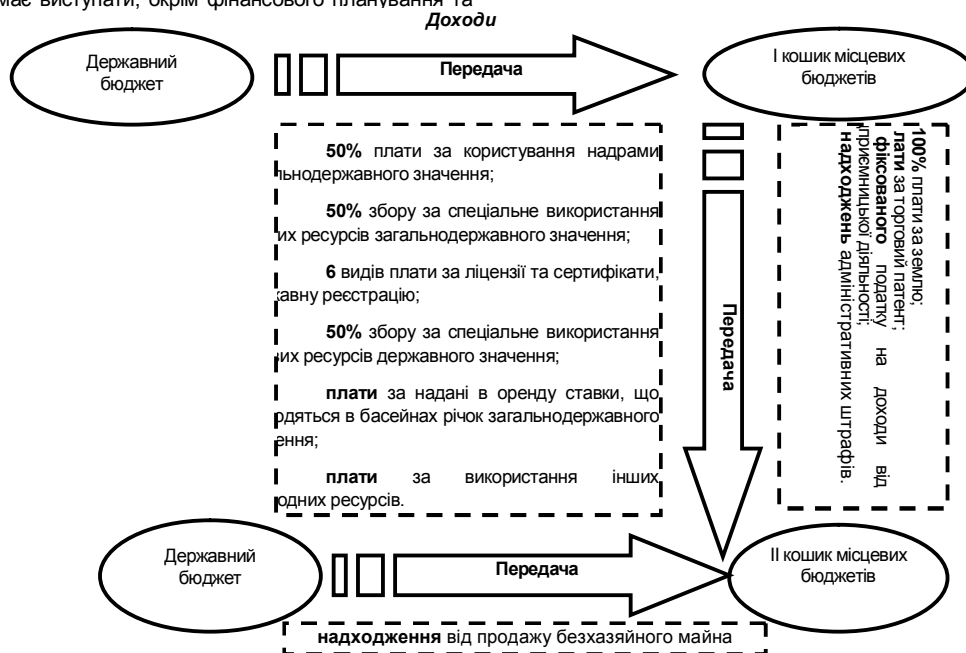 має виступати, окрім фінансового планування та
Доходи
Державний
бюджет
Передача
І кошик місцевих
бюджетів
50% плати за користування надрами
льнодержавного значення;
50% збору за спеціальне використання
их ресурсів загальнодержавного значення;
6 видів плати за ліцензії та сертифікати,
авну реєстрацію;
50% збору за спеціальне використання
их ресурсів державного значення;
плати за надані в оренду ставки, що
одяться в басейнах річок загальнодержавного
ення;
плати за використання інших
одних ресурсів.
Передача
100% плати за землю;
лати за торговий патент;
фіксованого податку на доходи від
приємницької діяльності;
надходжень адміністративних штрафів.
Державний
бюджет
Передача
ІІ кошик місцевих
бюджетів
надходження від продажу безхазяйного майна